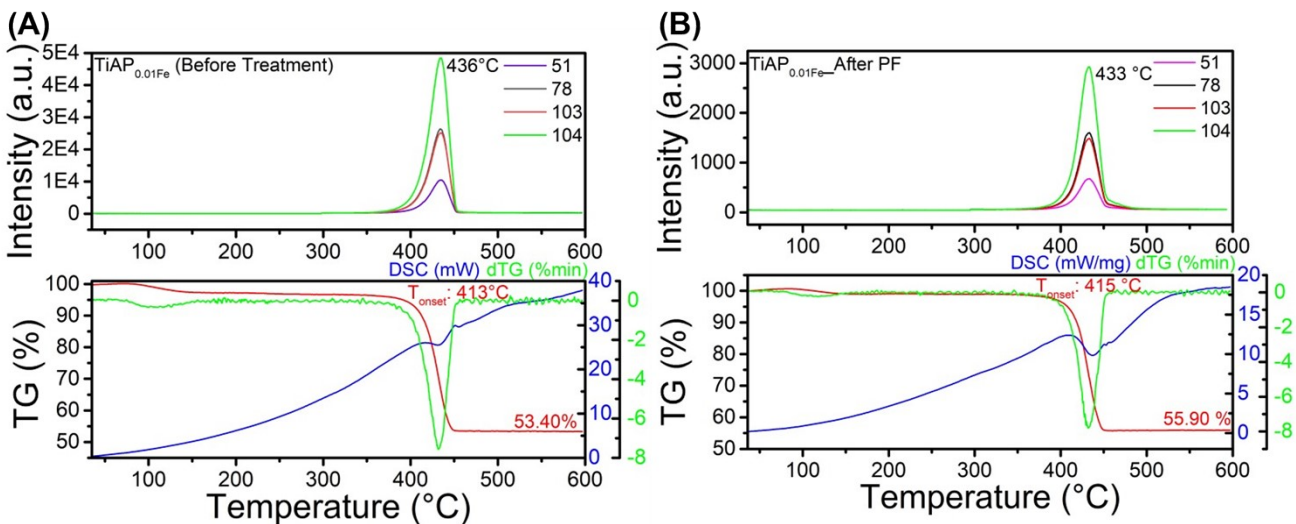 (A)
TiAP0.01Fe (Before Treatment)
436°C
51
78
103
104
Intensity (a.u.)
5E4
4E4
3E4
2E4
1E4
0
100 200 300 400 500 600
DSC (mW) dTG (%min)
Tonset: 413°C
53.40%
TG (%)
100
90
80
70
60
50
40
30
20
10
0
0
-2
-4
-6
-8
100 200 300 400 500 600
Temperature (°C)
(B)
TiAP0.01Fe_After PF
433 °C
51
78
103
104
Intensity (a.u.)
3000
2000
1000
0
100 200 300 400 500 600
DSC (mW/mg) dTG (%min)
Tonset: 415 °C
55.90 %
TG (%)
100
95
90
85
80
75
70
65
60
55
50
20
15
10
5
0
0
-2
-4
-6
-8
100 200 300 400 500 600
Temperature (°C)